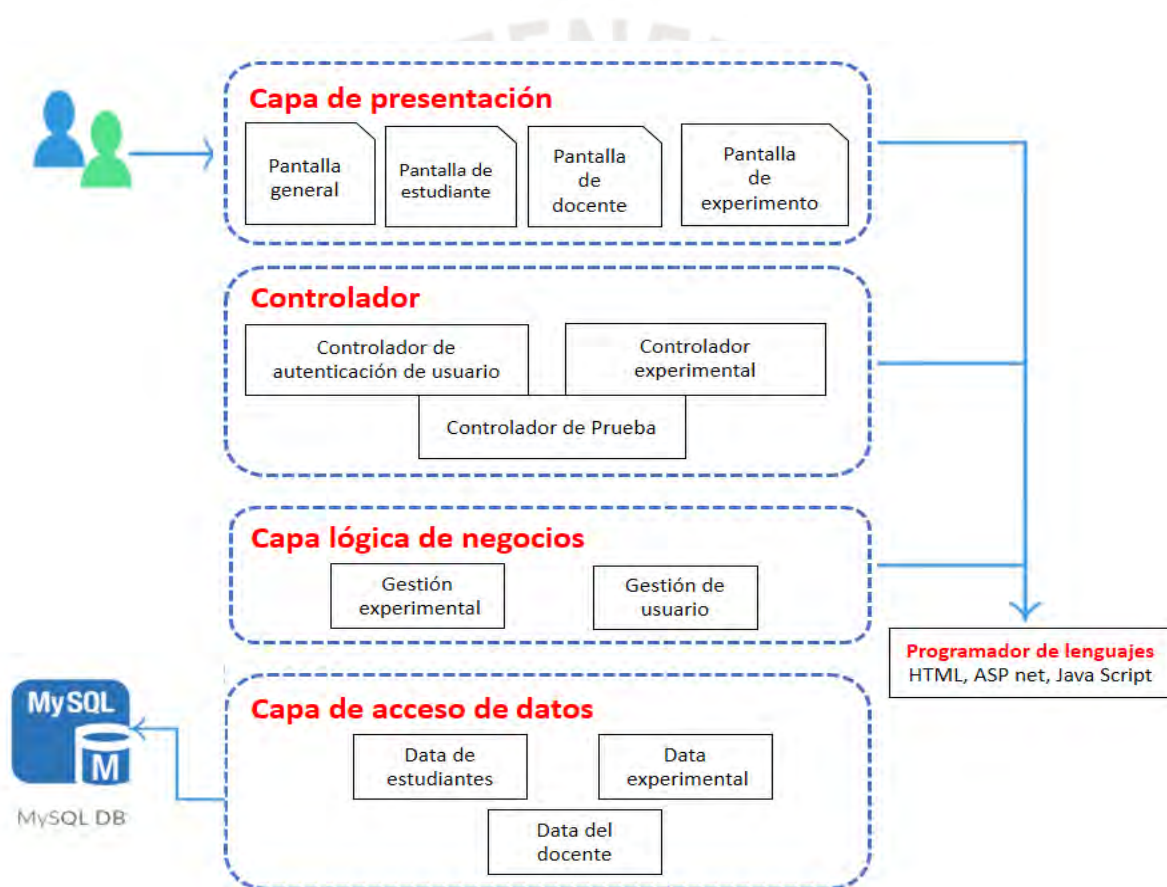 TENE
Capa de presentación
Pantalla
general
Pantalla de
estudiante
Pantalla
de
docente
Pantalla
de
experimento
Controlador
Controlador de
autenticación de usuario
Controlador
experimental
Controlador de Prueba
Capa lógica de negocios
Gestión
experimental
Gestión de
usuario
Programador de lenguajes
HTML, ASP net, Java Script
Capa de acceso de datos
MySQL
M
MySQL DB
Data de
estudiantes
Data
experimental
Data del
docente